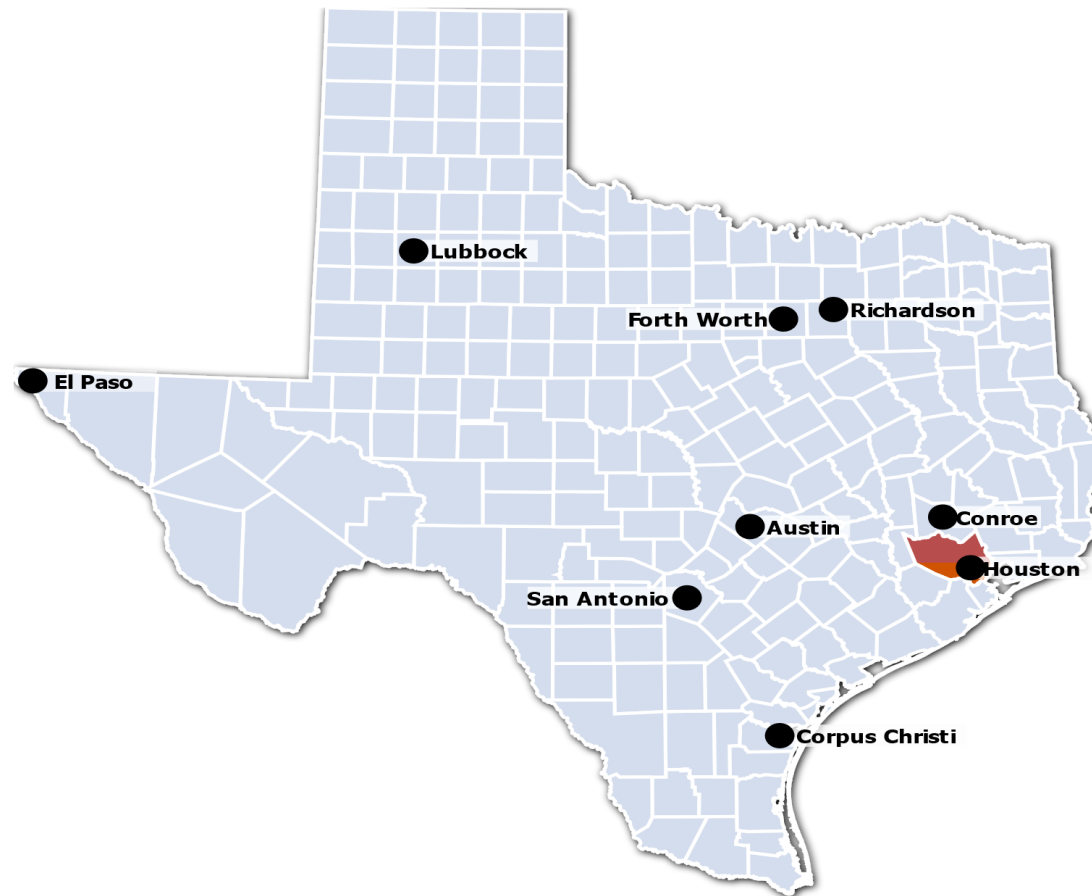 Lubbock
Richardson
Forth Worth
El Paso
Conroe
Austin
Houston
San Antonio
Corpus Christi